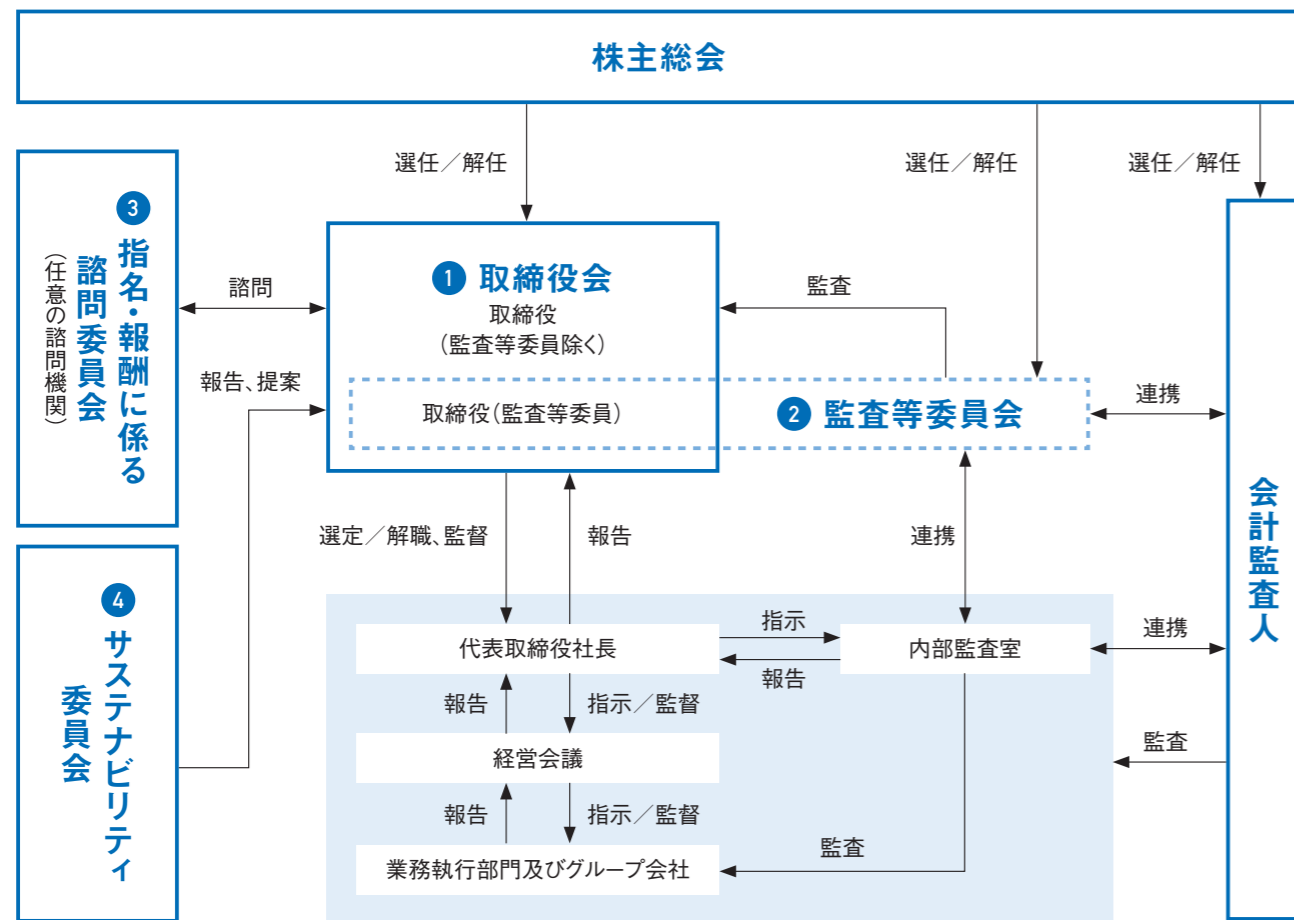 株主総会
選任／解任
選任／解任
選任／解任
3 指名・報酬に係る
諮問委員会
（任意の諮問機関）
諮問
1 取締役会
取締役
（監査等委員除く）
監査
報告、提案
取締役（監査等委員）
2 監査等委員会
連携
会計監査人
選定／解職、監督
報告
連携
4 サステナビリティ
委員会
代表取締役社長
指示
報告
内部監査室
連携
報告
指示／監督
経営会議
監査
報告
指示／監督
業務執行部門及びグループ会社
監査